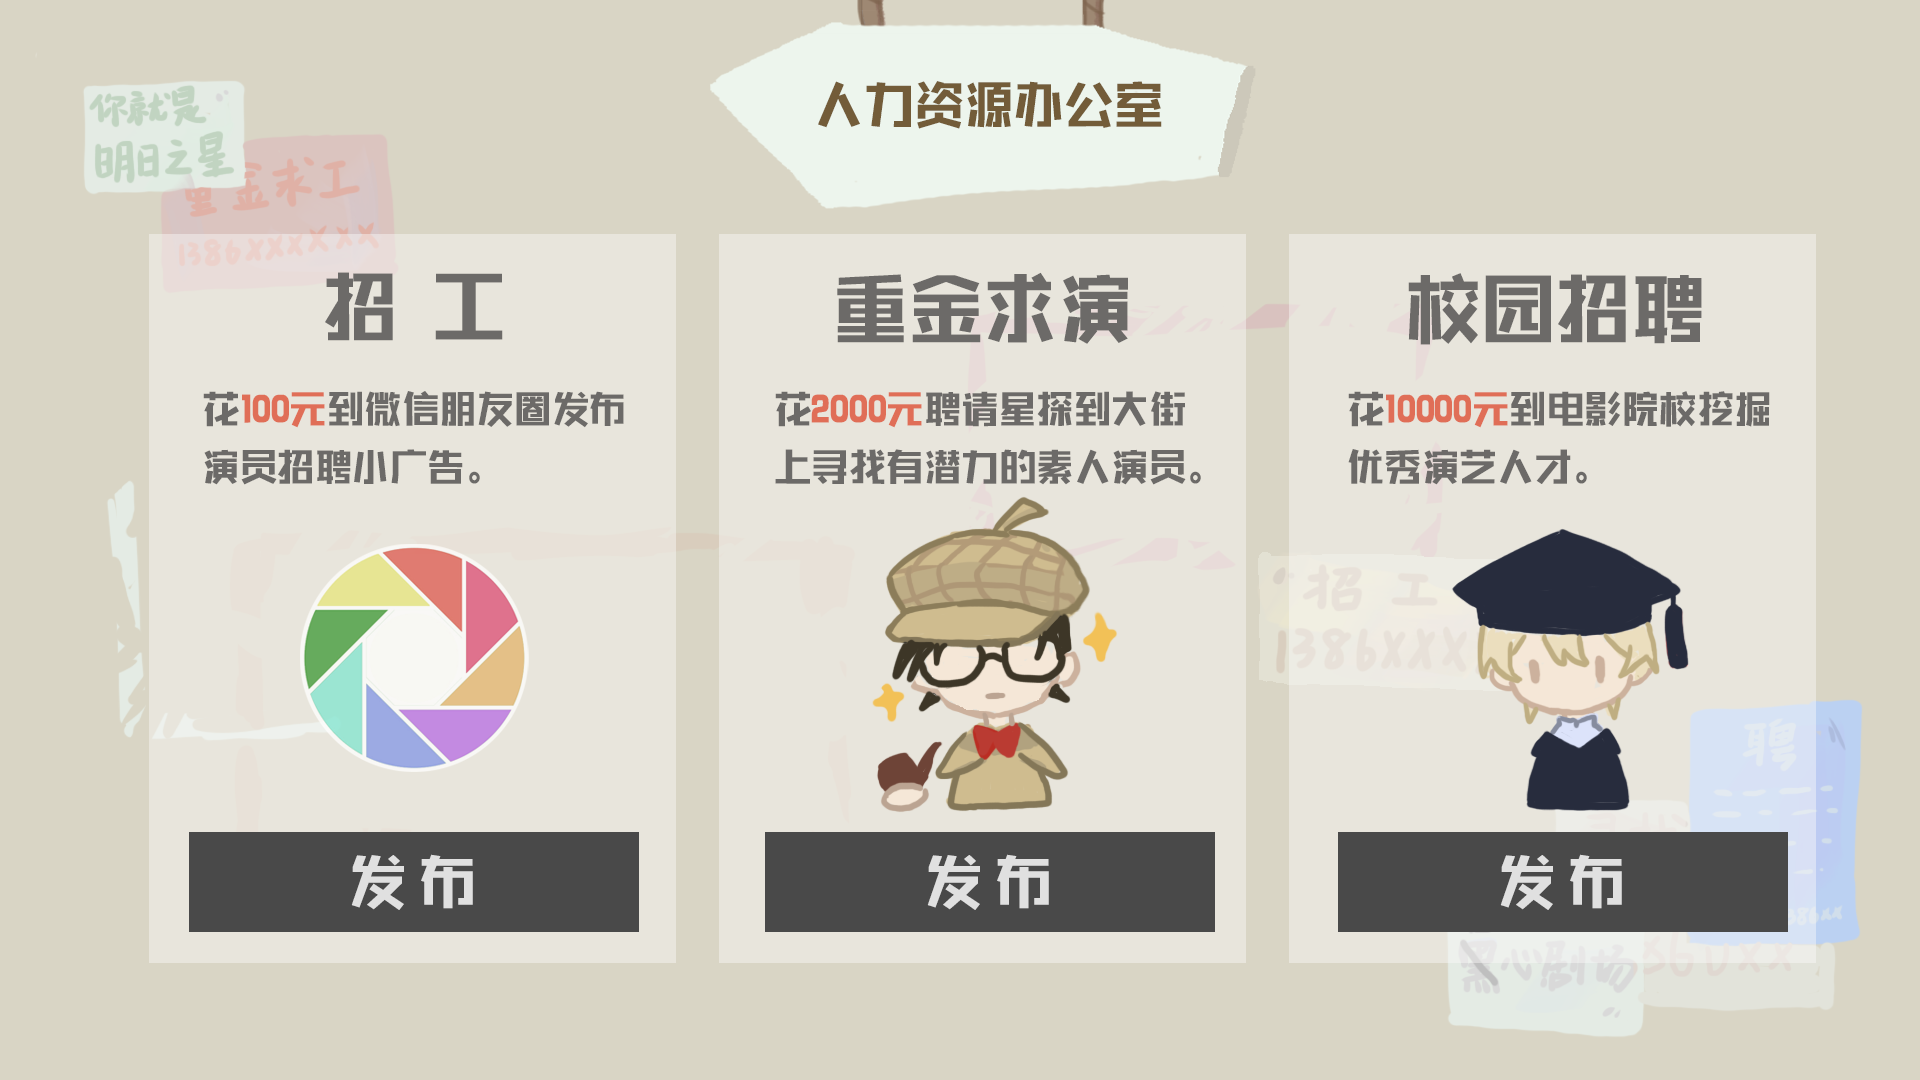 人力资源办公室
你就是
明日之星
重金求工
1386XXXXXX
招 工
花100元到微信朋友圈发布
演员招聘小广告。
发布
重金求演
花2000元聘请星探到大街
上寻找有潜力的素人演员。
发布
校园招聘
花10000元到电影院校挖掘
优秀演艺人才。
发布
招 工
1386XXX
聘
386xx
黑心剧场